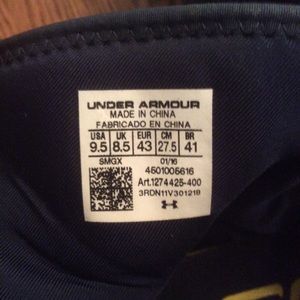 UNDER ARMOUR
MADE IN CHINA
FABRICADO EN CHINA
USA UK EUR CM BR
9.5 8.5 43 27.5 41
SMGX 01/16
4501005616
Art.1274425-400
3RDN11V301219